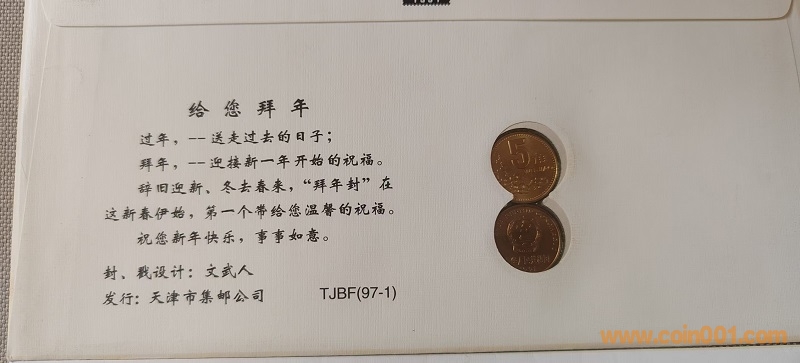 给您拜年
过年，--送走过去的日子；
拜年，--迎接新一年开始的祝福。
辞旧迎新、冬去春来，“拜年封”在
这新春伊始，第一个带给您温馨的祝福。
祝您新年快乐，事事如意。
封、戳设计：文武人
发行：天津市集邮公司 TJBF(97-1)
5角
www.coin001.com